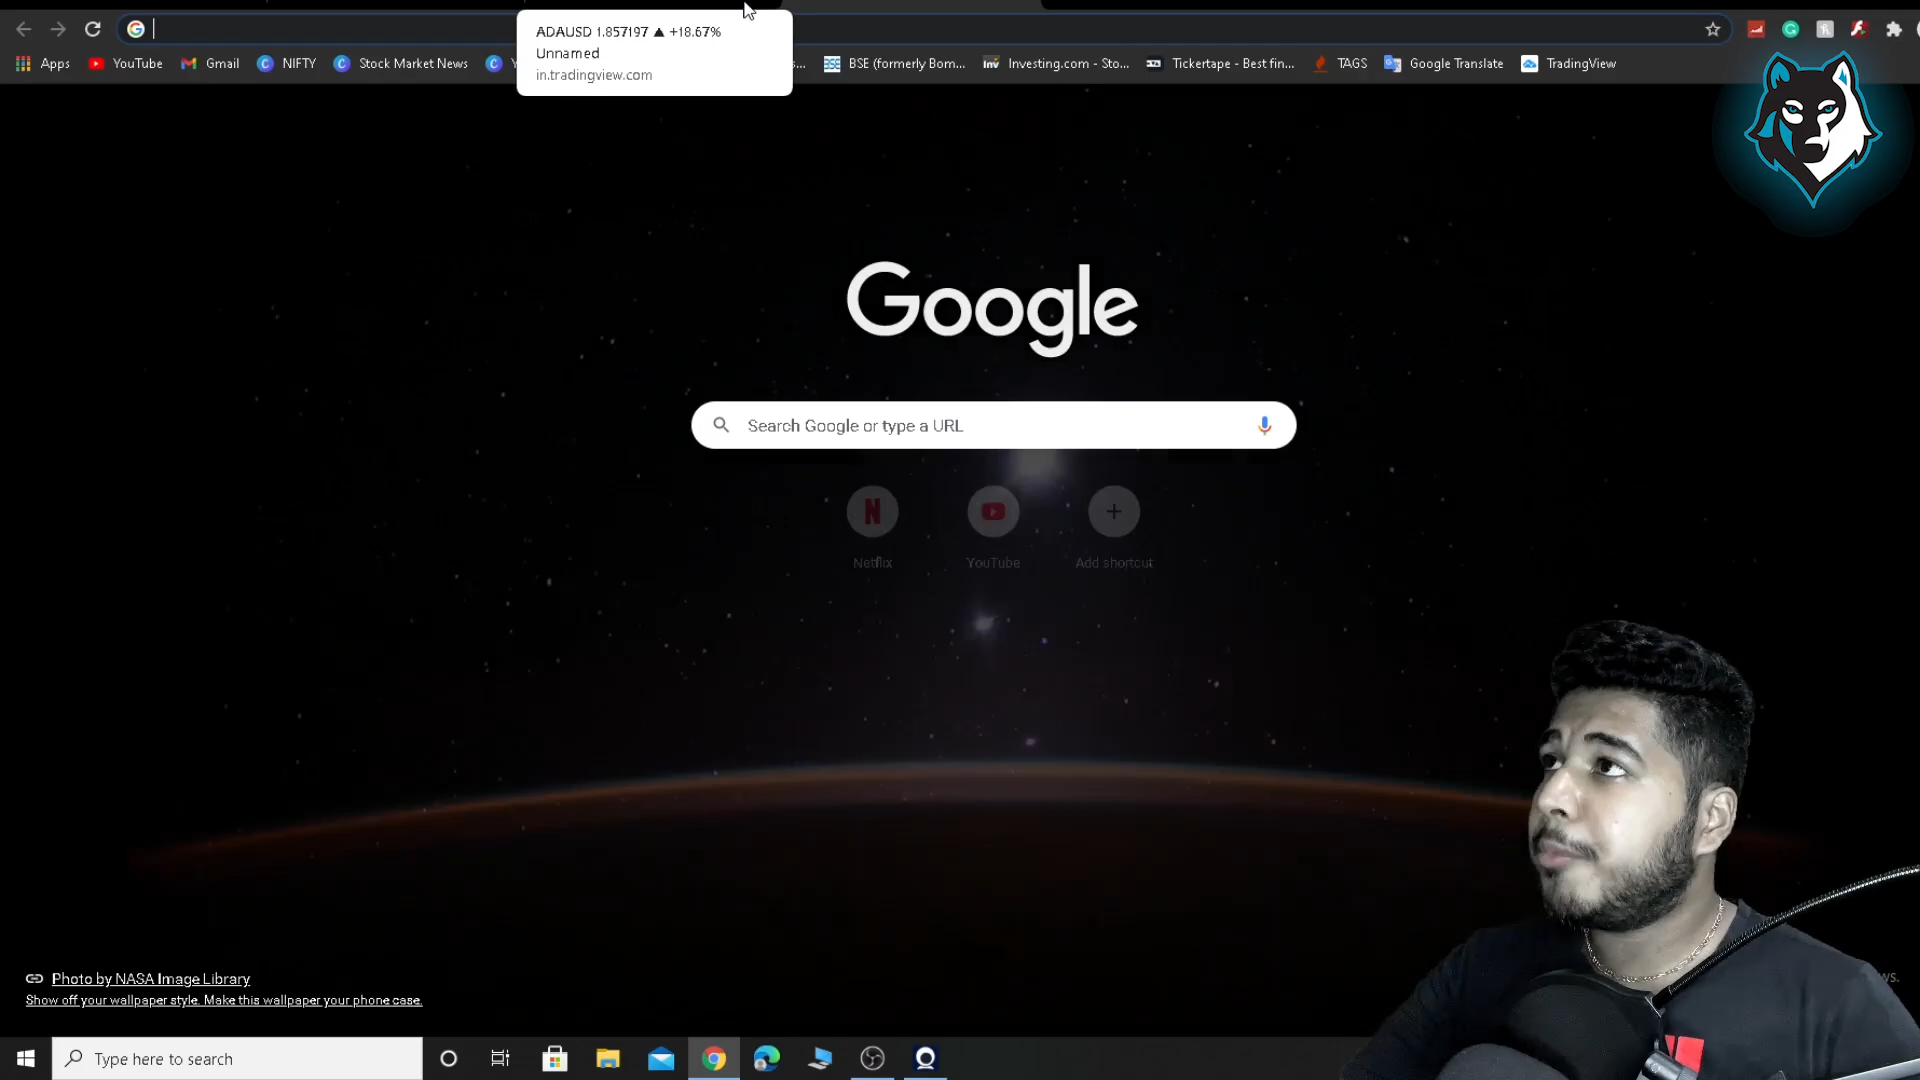 ADAUSD 1.857197 ▲ +18.67%
Unnamed
in.tradingview.com
Apps
YouTube
Gmail
NIFTY
Stock Market News
BSE (formerly Bom...
Investing.com - Sto...
Tickertape - Best fin...
TAGS
Google Translate
TradingView
Google
Search Google or type a URL
Netflix
YouTube
Add shortcut
Photo by NASA Image Library
Show off your wallpaper style. Make this wallpaper your phone case.
Type here to search